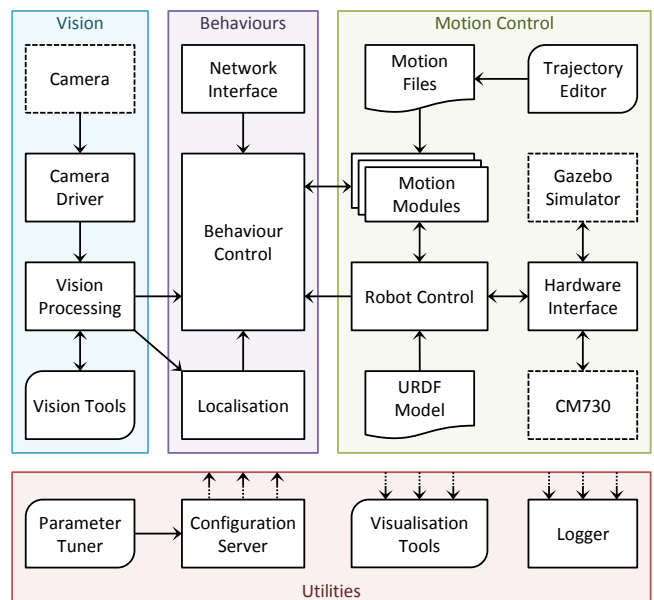 Vision
Behaviours
Motion Control
Camera
Network
Interface
Motion
Files
Trajectory
Editor
Camera
Driver
Behaviour
Control
Motion
Modules
Gazebo
Simulator
Vision
Processing
Robot Control
Hardware
Interface
Vision Tools
Localisation
URDF
Model
CM730
Parameter
Tuner
Configuration
Server
Visualisation
Tools
Logger
Utilities